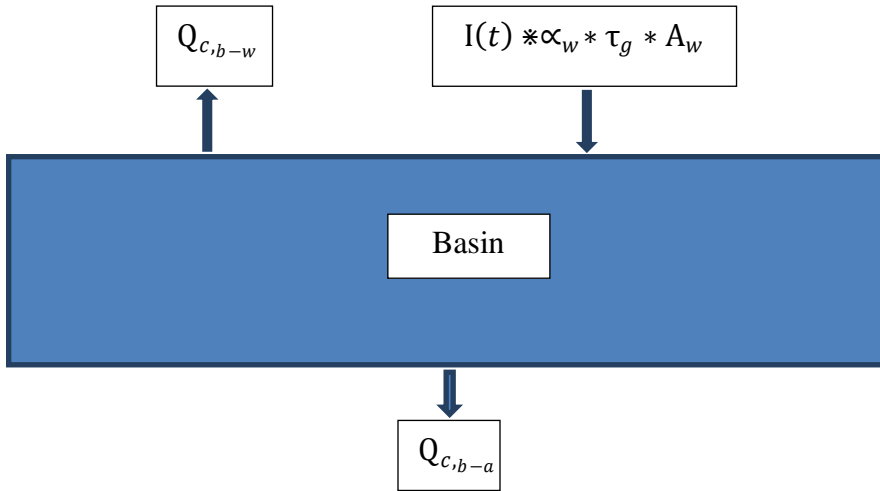 Q_{c,b−w}
I(t) ⋇∝_w ∗ τ_g ∗ A_w
Basin
Q_{c,b−a}